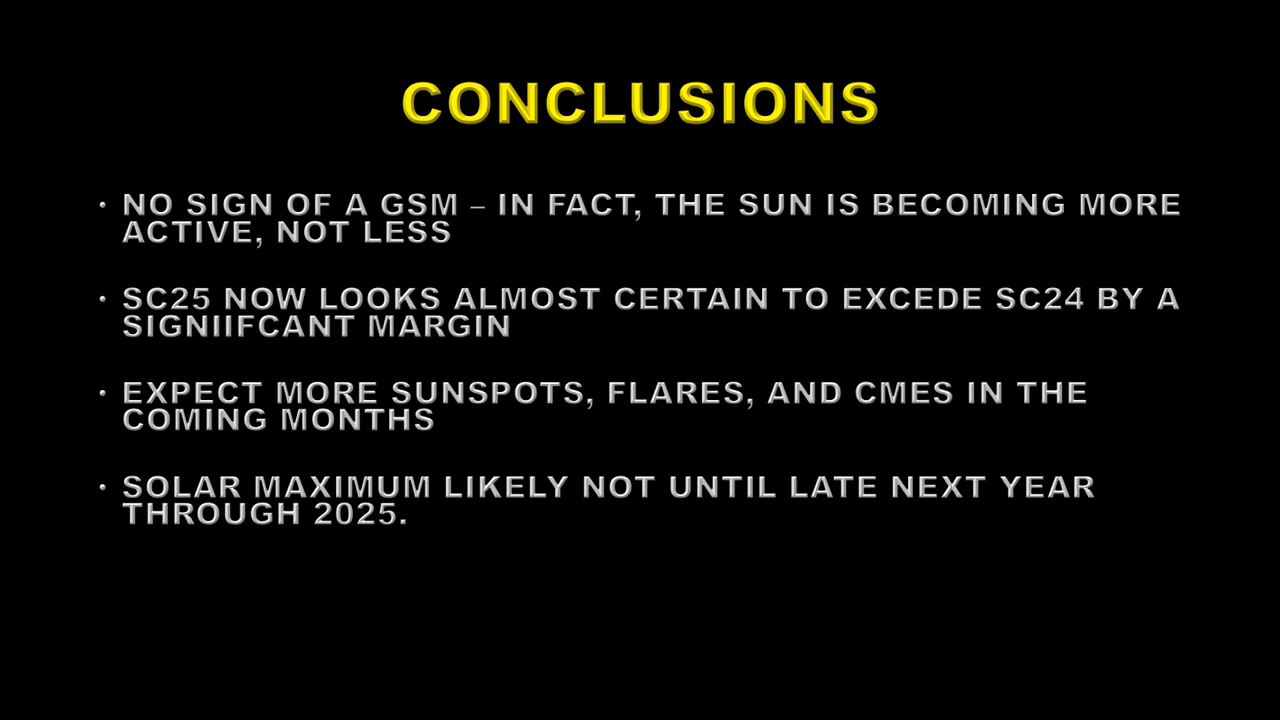 CONCLUSIONS
• NO SIGN OF A GSM – IN FACT, THE SUN IS BECOMING MORE
ACTIVE, NOT LESS
• SC25 NOW LOOKS ALMOST CERTAIN TO EXCEDE SC24 BY A
SIGNIIFCANT MARGIN
• EXPECT MORE SUNSPOTS, FLARES, AND CMES IN THE
COMING MONTHS
• SOLAR MAXIMUM LIKELY NOT UNTIL LATE NEXT YEAR
THROUGH 2025.